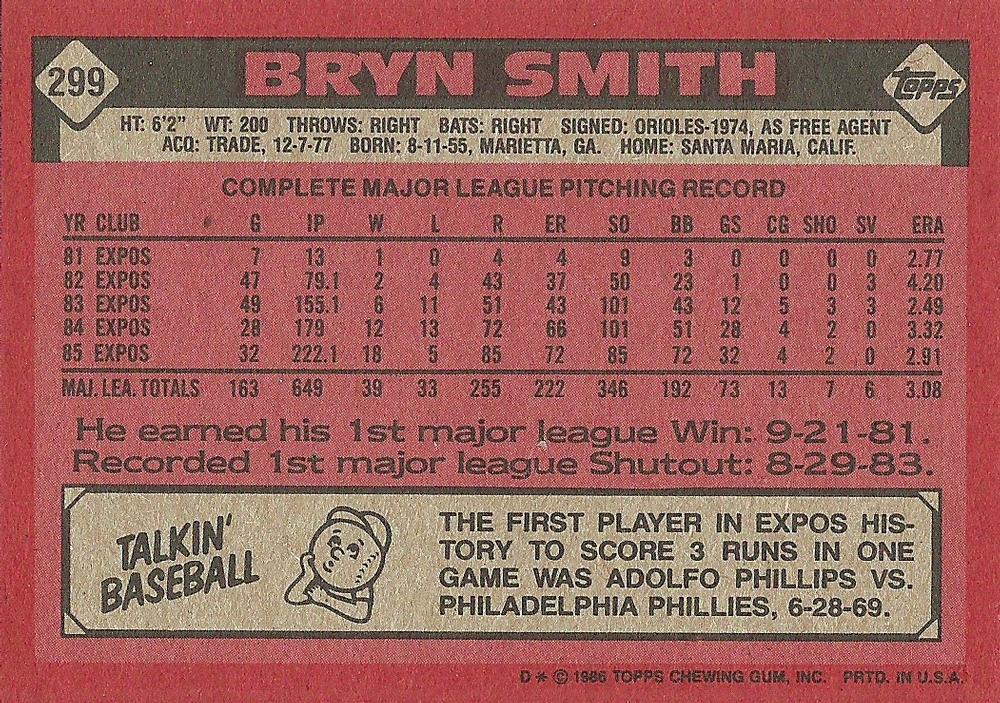 299 BRYN SMITH Topps
HT: 6'2" WT: 200 THROWS: RIGHT BATS: RIGHT SIGNED: ORIOLES-1974, AS FREE AGENT
ACQ: TRADE, 12-7-77 BORN: 8-11-55, MARIETTA, GA. HOME: SANTA MARIA, CALIF.
COMPLETE MAJOR LEAGUE PITCHING RECORD
YR CLUB G IP W L R ER SO BB GS CG SHO SV ERA
81 EXPOS 7 13 1 0 4 4 9 3 0 0 0 0 2.77
82 EXPOS 47 79.1 2 4 43 37 50 23 1 0 0 3 4.20
83 EXPOS 49 155.1 6 11 51 43 101 43 12 5 3 3 2.49
84 EXPOS 28 179 12 13 72 66 101 51 28 4 2 0 3.32
85 EXPOS 32 222.1 18 5 85 72 85 72 32 4 2 0 2.91
MAJ. LEA. TOTALS 163 649 39 33 255 222 346 192 73 13 7 6 3.08
He earned his 1st major league Win: 9-21-81.
Recorded 1st major league Shutout: 8-29-83.
TALKIN'
BASEBALL
THE FIRST PLAYER IN EXPOS HIS-
TORY TO SCORE 3 RUNS IN ONE
GAME WAS ADOLFO PHILLIPS VS.
PHILADELPHIA PHILLIES, 6-28-69.
D * © 1986 TOPPS CHEWING GUM, INC. PRTD. IN U.S.A.